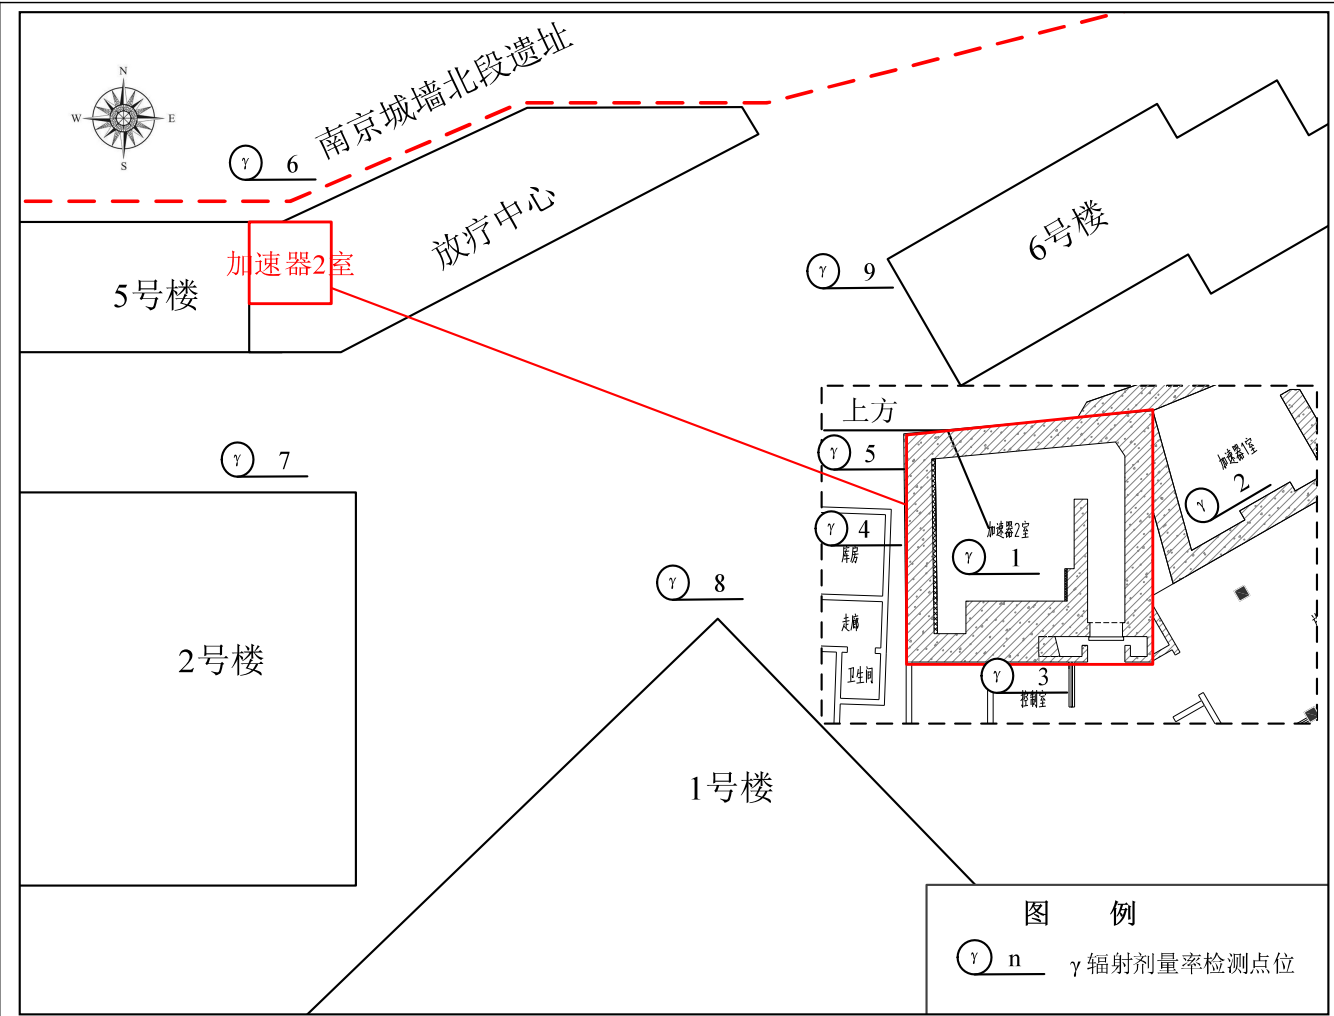 南京城墙北段遗址
N
W
E
S
γ 6
放疗中心
加速器2室
5号楼
6号楼
γ 9
上方
γ 5
加速器1室
γ 2
γ 7
γ 4
库房
加速器2室
γ 1
γ 8
走廊
卫生间
γ 3
控制室
2号楼
1号楼
图 例
γ n γ辐射剂量率检测点位